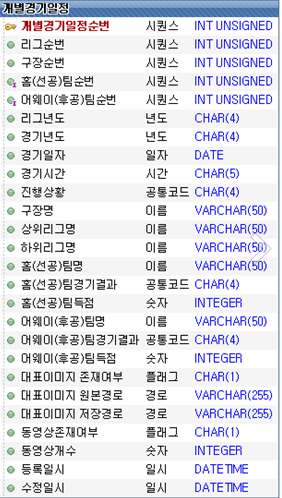 개별경기일정
개별경기일정순번 시퀀스 INT UNSIGNED
리그순번 시퀀스 INT UNSIGNED
구장순번 시퀀스 INT UNSIGNED
홈(선공)팀순번 시퀀스 INT UNSIGNED
어웨이(후공)팀순번 시퀀스 INT UNSIGNED
리그년도 년도 CHAR(4)
경기년도 년도 CHAR(4)
경기일자 일자 DATE
경기시간 시간 CHAR(5)
진행상황 공통코드 CHAR(4)
구장명 이름 VARCHAR(50)
상위리그명 이름 VARCHAR(50)
하위리그명 이름 VARCHAR(50)
홈(선공)팀명 이름 VARCHAR(50)
홈(선공)팀경기결과 공통코드 CHAR(4)
홈(선공)팀득점 숫자 INTEGER
어웨이(후공)팀명 이름 VARCHAR(50)
어웨이(후공)팀경기결과 공통코드 CHAR(4)
어웨이(후공)팀득점 숫자 INTEGER
대표이미지 존재여부 플래그 CHAR(1)
대표이미지 원본경로 경로 VARCHAR(255)
대표이미지 저장경로 경로 VARCHAR(255)
동영상존재여부 플래그 CHAR(1)
동영상개수 숫자 INTEGER
등록일시 일시 DATETIME
수정일시 일시 DATETIME